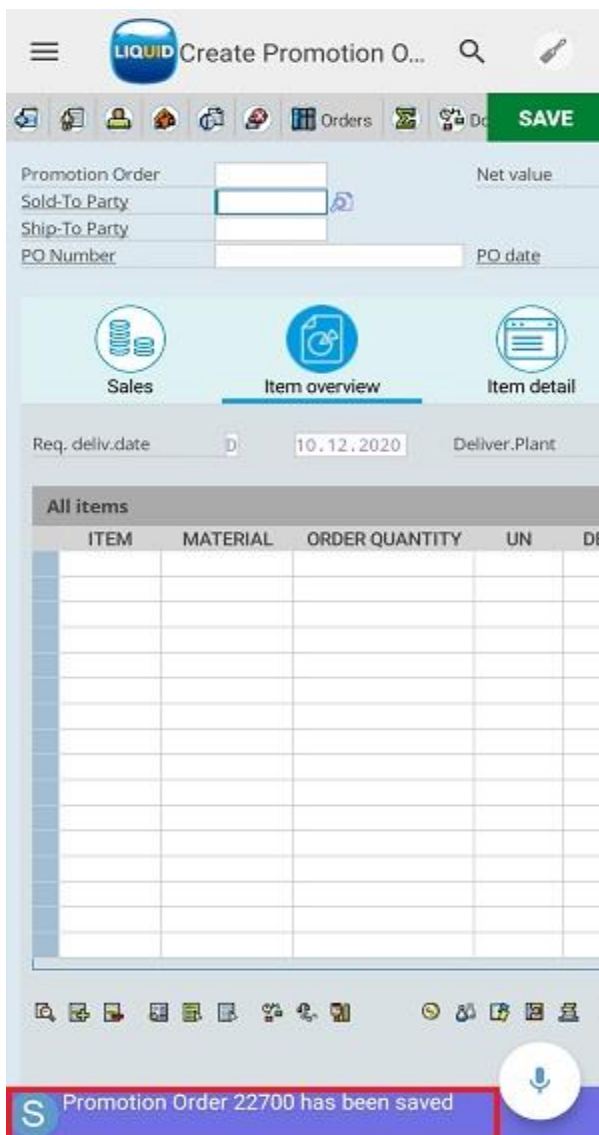 LIQUID Create Promotion O...
Orders D SAVE
Promotion Order Net value
Sold-To Party
Ship-To Party
PO Number PO date
Sales Item overview Item detail
Req. deliv.date D 10.12.2020 Deliver.Plant
All items
ITEM MATERIAL ORDER QUANTITY UN DE
S Promotion Order 22700 has been saved